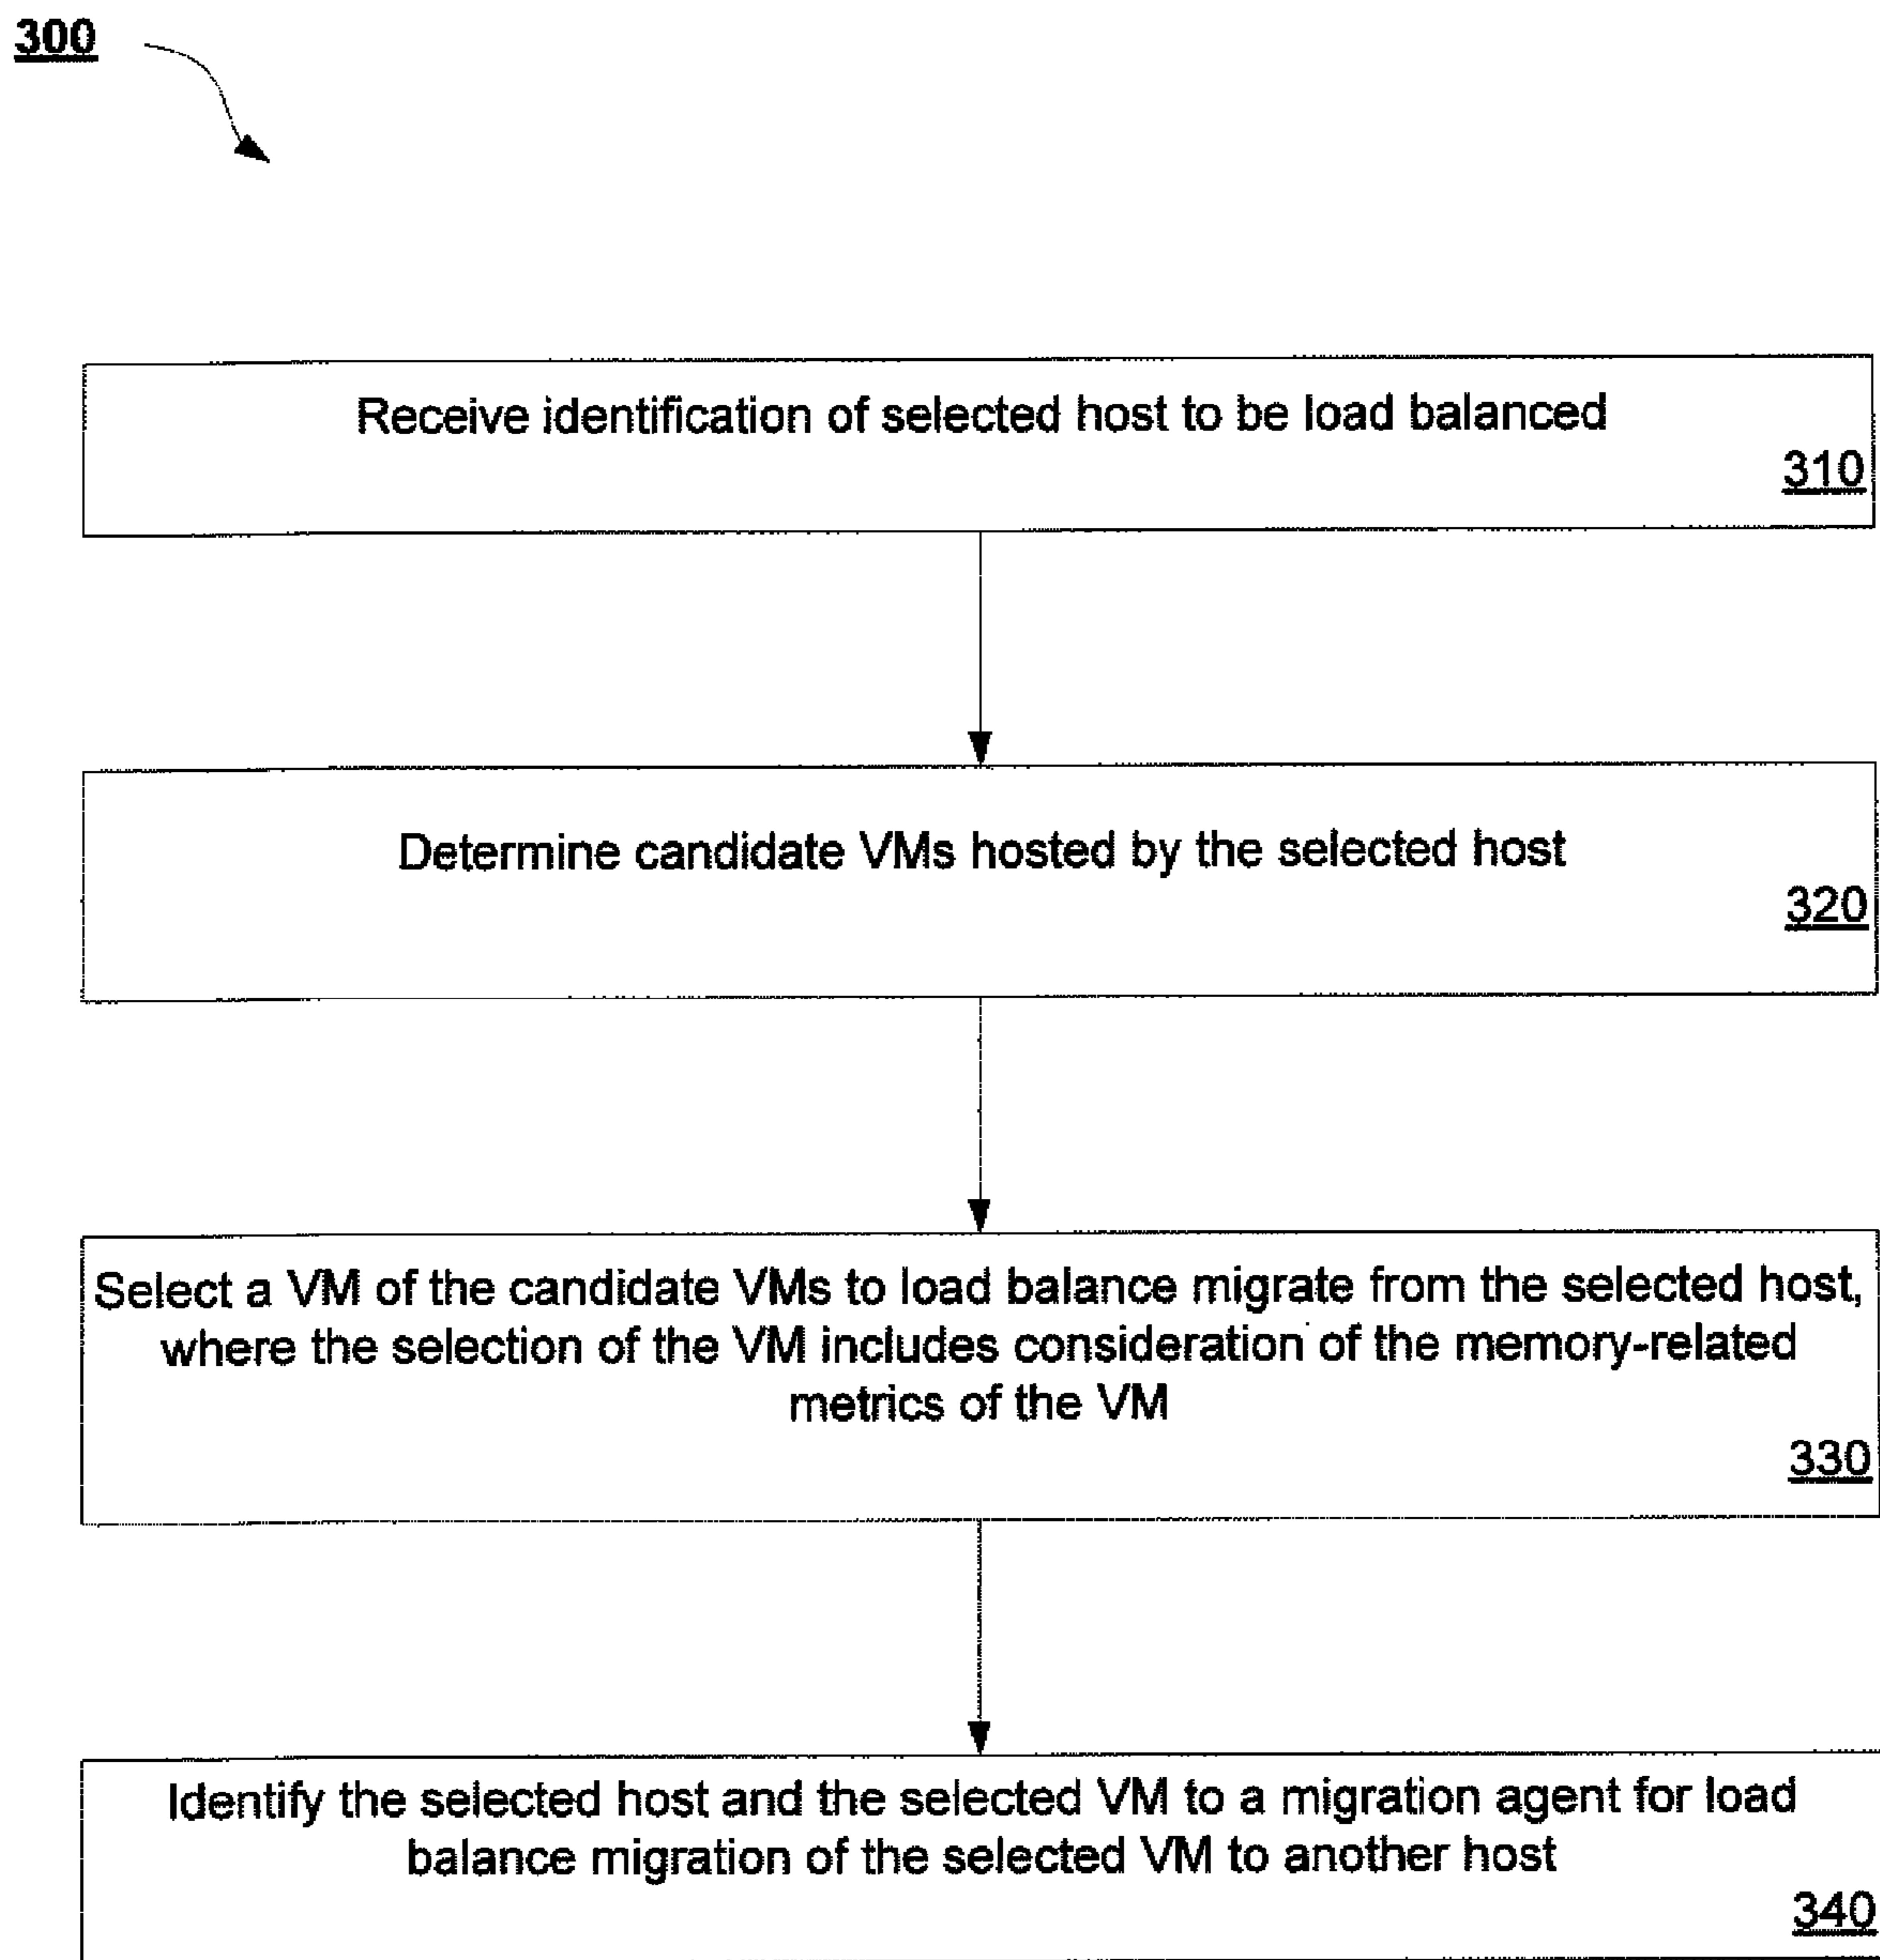 300
Receive identification of selected host to be load balanced
310
Determine candidate VMs hosted by the selected host
320
Select a VM of the candidate VMs to load balance migrate from the selected host,
where the selection of the VM includes consideration of the memory-related
metrics of the VM
330
Identify the selected host and the selected VM to a migration agent for load
balance migration of the selected VM to another host
340